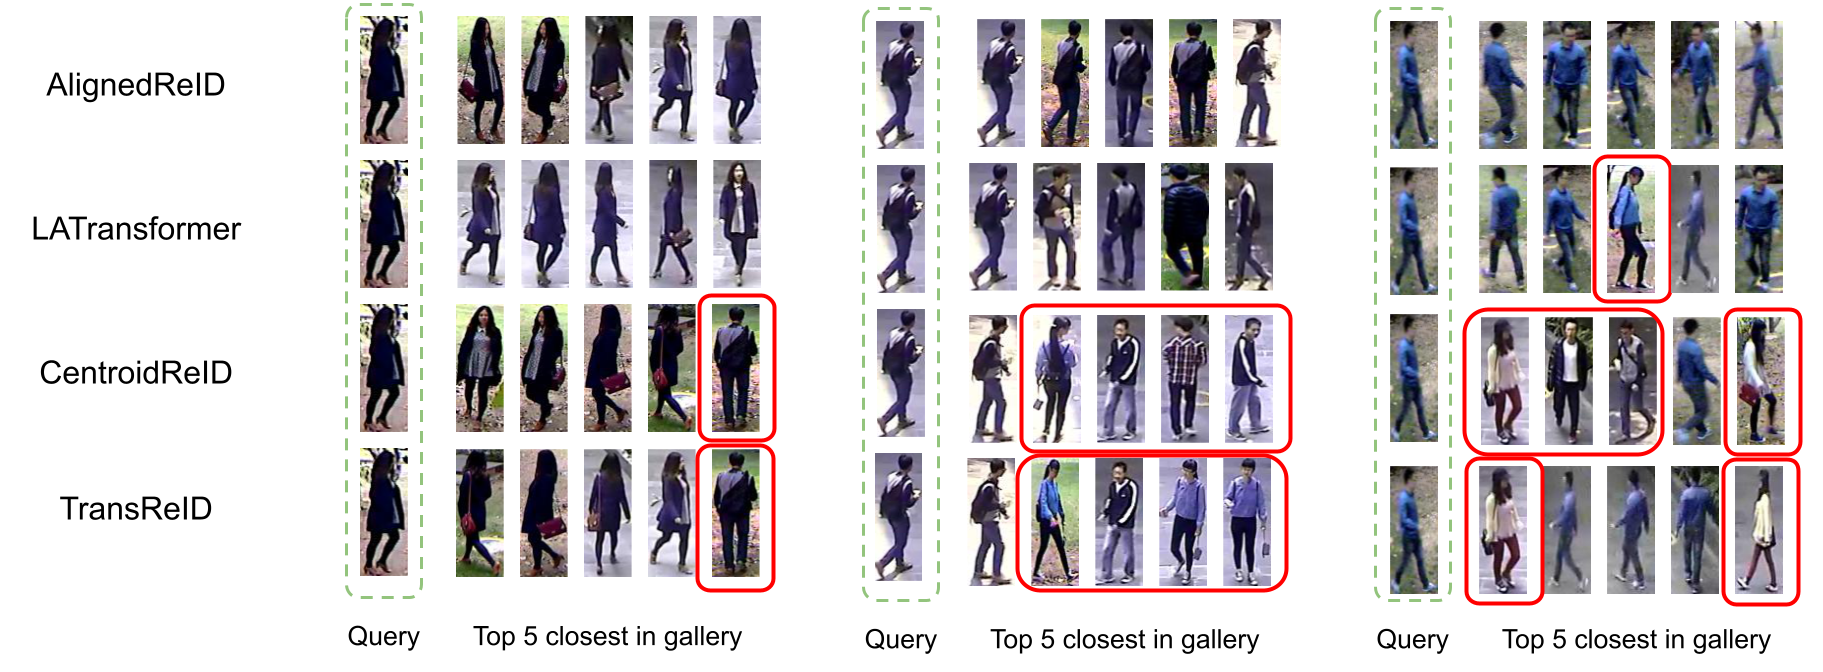 AlignedReID
LATransformer
CentroidReID
TransReID
Query
Top 5 closest in gallery
Query
Top 5 closest in gallery
Query
Top 5 closest in gallery